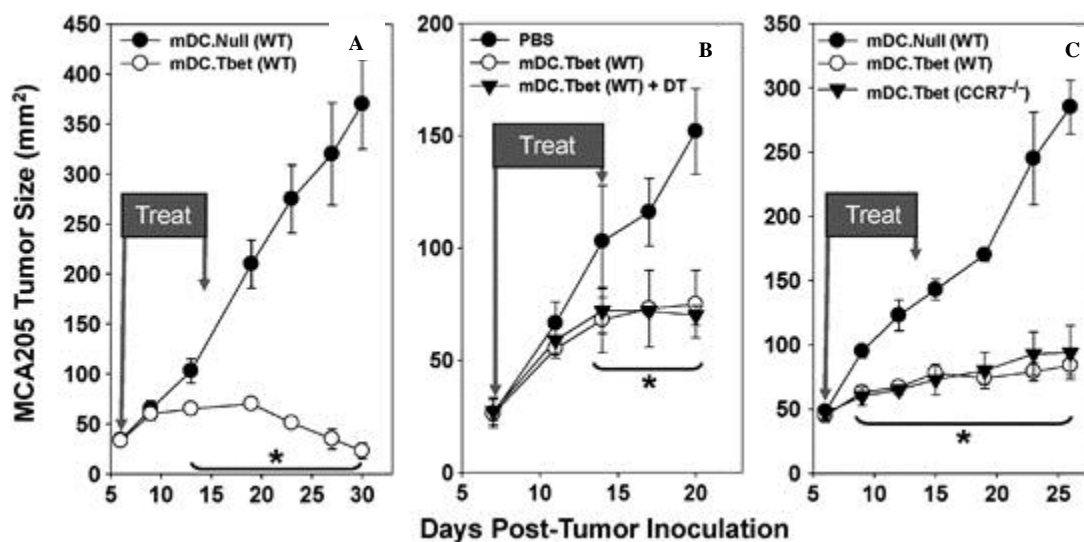 MCA205 Tumor Size (mm²)
A
mDC.Null (WT)
mDC.Tbet (WT)
Treat
*
450
400
350
300
250
200
150
100
50
0
5 10 15 20 25 30
B
PBS
mDC.Tbet (WT)
mDC.Tbet (WT) + DT
Treat
*
200
150
100
50
0
5 10 15 20
C
mDC.Null (WT)
mDC.Tbet (WT)
mDC.Tbet (CCR7⁻/⁻)
Treat
*
350
300
250
200
150
100
50
0
5 10 15 20 25
Days Post-Tumor Inoculation